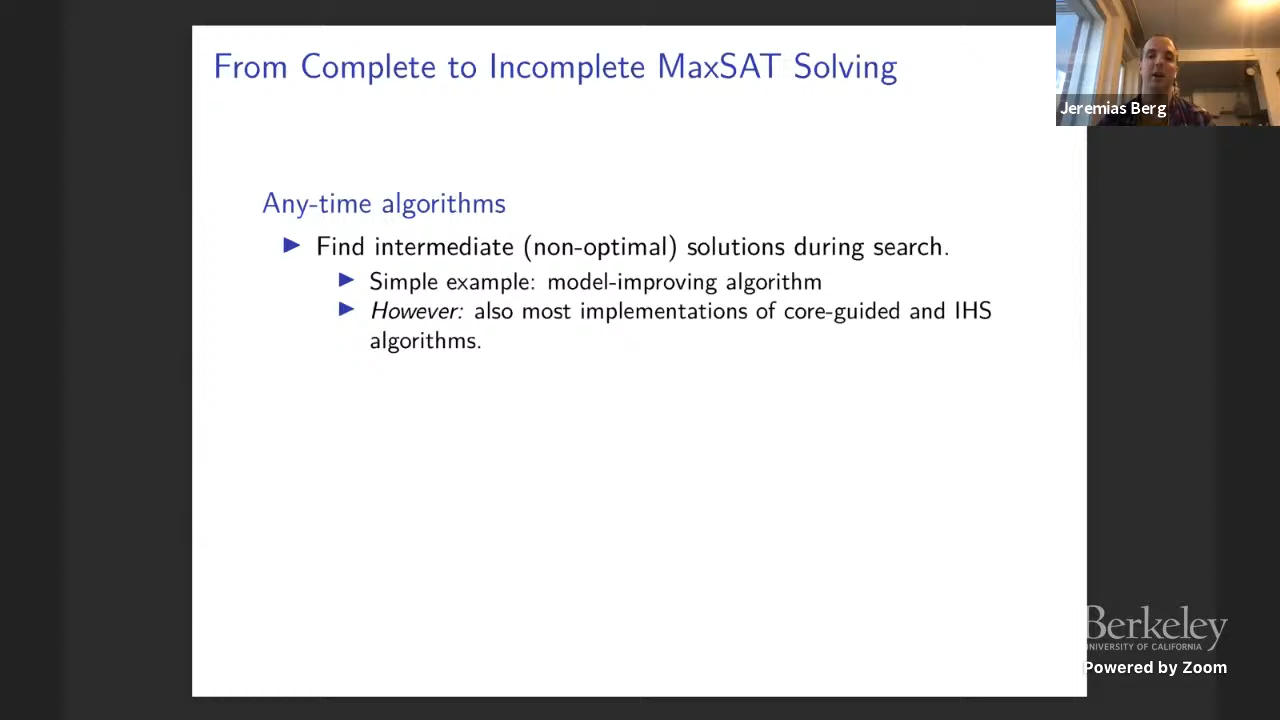 From Complete to Incomplete MaxSAT Solving
Jeremias Berg
Any-time algorithms
Find intermediate (non-optimal) solutions during search.
Simple example: model-improving algorithm
However: also most implementations of core-guided and IHS
algorithms.
Berkeley
UNIVERSITY OF CALIFORNIA
Powered by Zoom